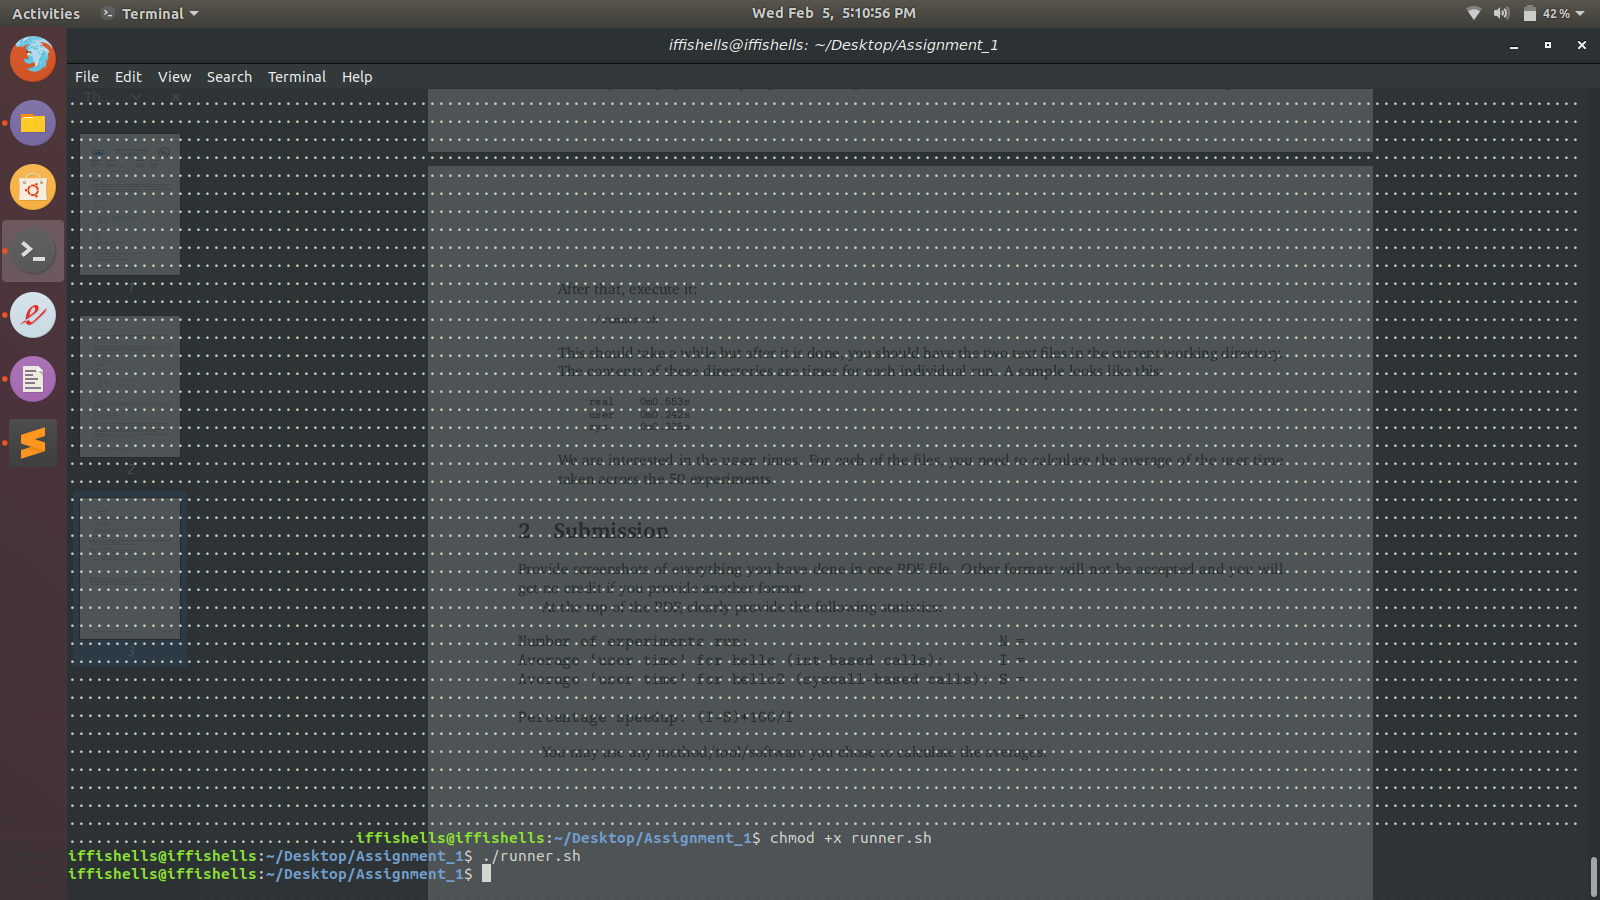 Activities Terminal Wed Feb 5, 5:10:56 PM 42%
iffishells@iffishells: ~/Desktop/Assignment_1
File Edit View Search Terminal Help
After that, execute it:
./runner.sh
This should take a while but after it is done, you should have the two text files in the current working directory.
The contents of these directories are times for each individual run. A sample looks like this:
real 0m0.553s
user 0m0.242s
sys 0m0.325s
We are interested in the user times. For each of the files, you need to calculate the average of the user time
taken across the 50 experiments.
2 Submission
Provide screenshots of everything you have done in one PDF file. Other formats will not be accepted and you will
get no credit if you provide another format.
At the top of the PDF, clearly provide the following statistics:
Number of experiments run: N =
Average ‘user time’ for hello (int-based calls): I =
Average ‘user time’ for hello2 (syscall-based calls): S =
Percentage speedup: (I-S)*100/I =
You may use any method/tool/software you chose to calculate the averages.
1
2
3
iffishells@iffishells:~/Desktop/Assignment_1$ chmod +x runner.sh
iffishells@iffishells:~/Desktop/Assignment_1$ ./runner.sh
iffishells@iffishells:~/Desktop/Assignment_1$